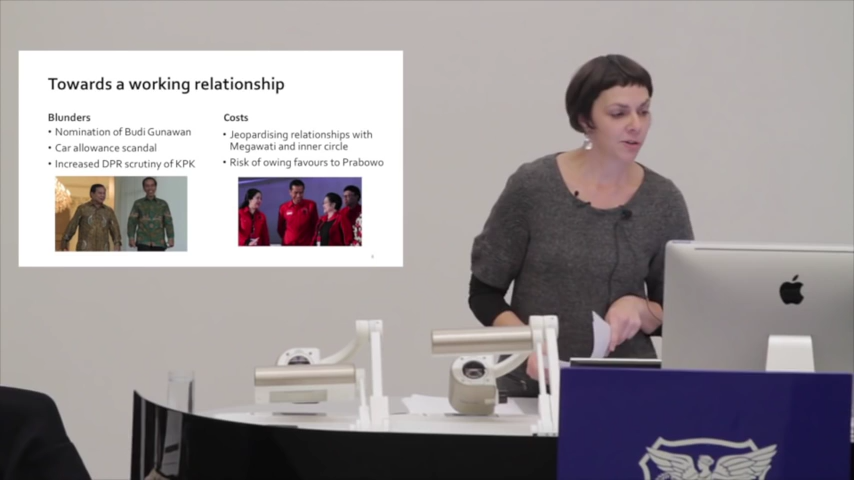 Towards a working relationship
Blunders
• Nomination of Budi Gunawan
• Car allowance scandal
• Increased DPR scrutiny of KPK
Costs
• Jeopardising relationships with
Megawati and inner circle
• Risk of owing favours to Prabowo